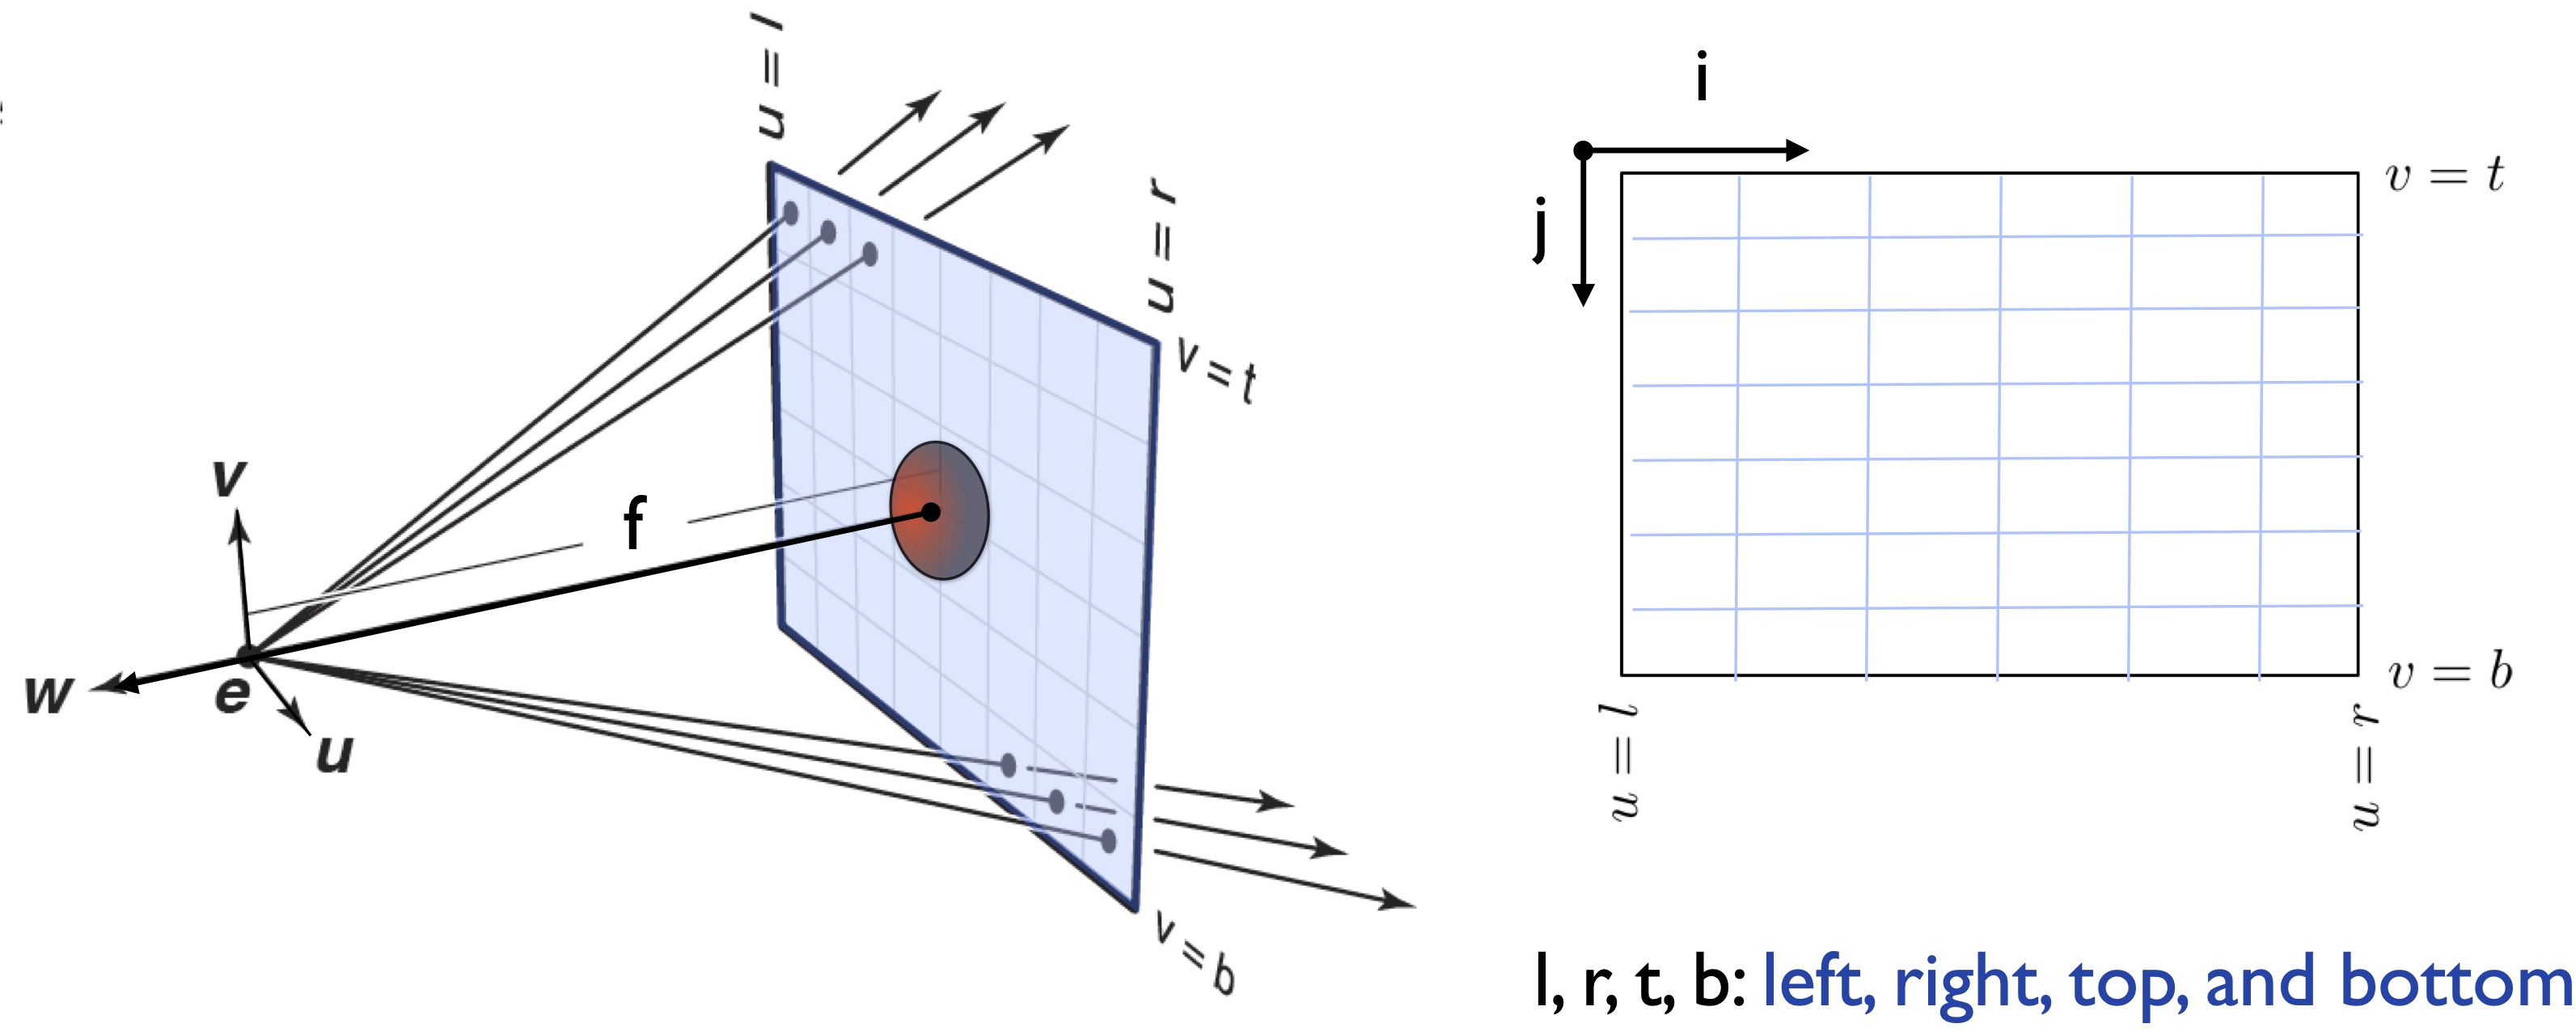 u = l
u = r
v = t
v = b
f
v
w
e
u
i
j
v = t
v = b
u = l
u = r
l, r, t, b: left, right, top, and bottom